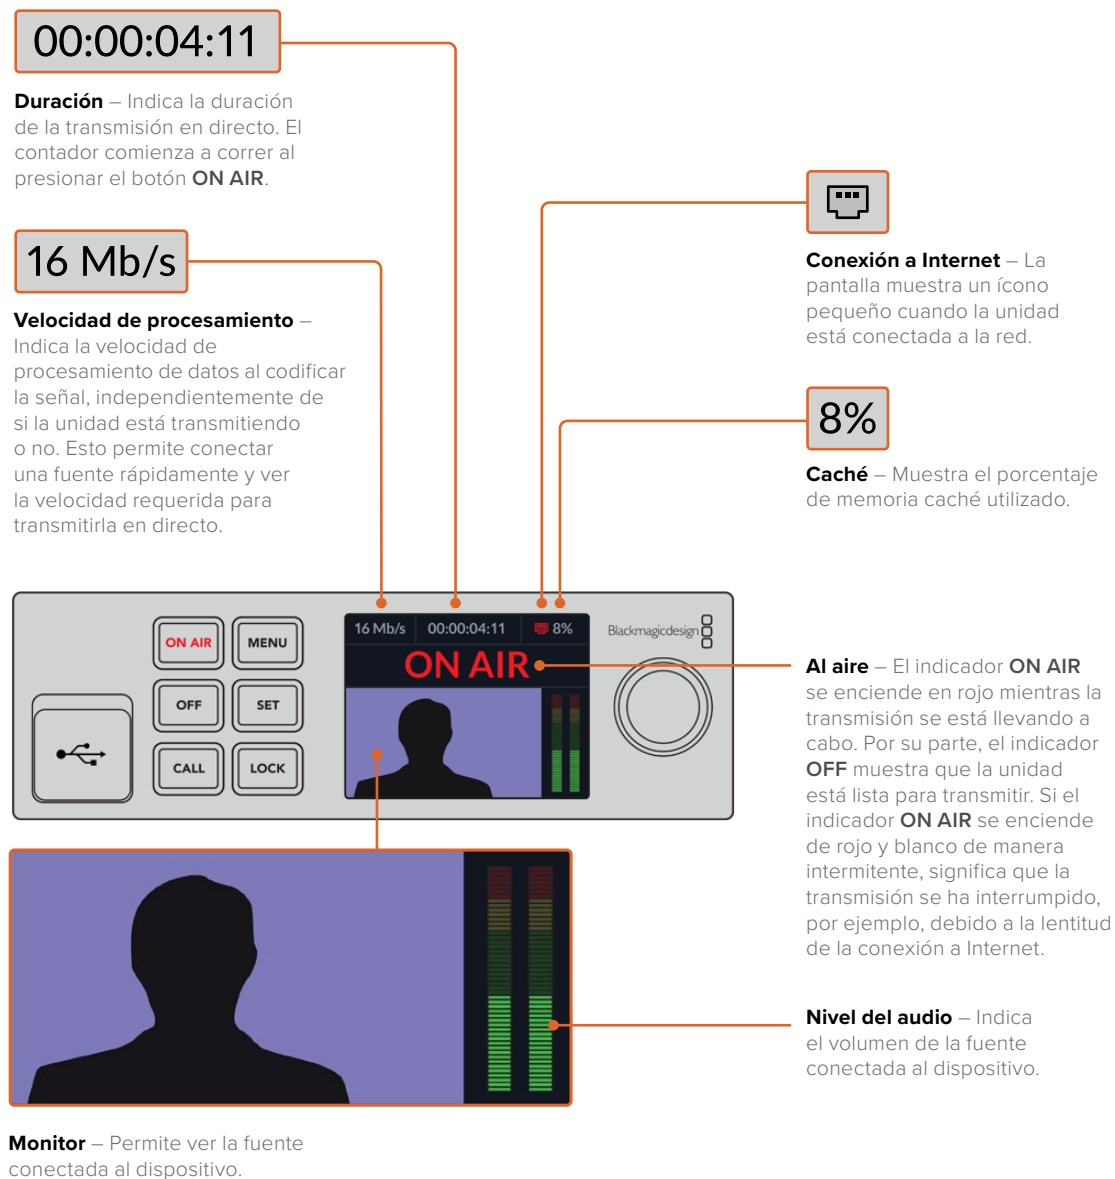 00:00:04:11
Duración – Indica la duración
de la transmisión en directo. El
contador comienza a correr al
presionar el botón ON AIR.
16 Mb/s
Velocidad de procesamiento –
Indica la velocidad de
procesamiento de datos al codificar
la señal, independientemente de
si la unidad está transmitiendo
o no. Esto permite conectar
una fuente rápidamente y ver
la velocidad requerida para
transmitirla en directo.
Conexión a Internet – La
pantalla muestra un ícono
pequeño cuando la unidad
está conectada a la red.
8%
Caché – Muestra el porcentaje
de memoria caché utilizado.
ON AIR
MENU
OFF
SET
CALL
LOCK
16 Mb/s
00:00:04:11
8%
ON AIR
Blackmagicdesign
Al aire – El indicador ON AIR
se enciende en rojo mientras la
transmisión se está llevando a
cabo. Por su parte, el indicador
OFF muestra que la unidad
está lista para transmitir. Si el
indicador ON AIR se enciende
de rojo y blanco de manera
intermitente, significa que la
transmisión se ha interrumpido,
por ejemplo, debido a la lentitud
de la conexión a Internet.
Nivel del audio – Indica
el volumen de la fuente
conectada al dispositivo.
Monitor – Permite ver la fuente
conectada al dispositivo.